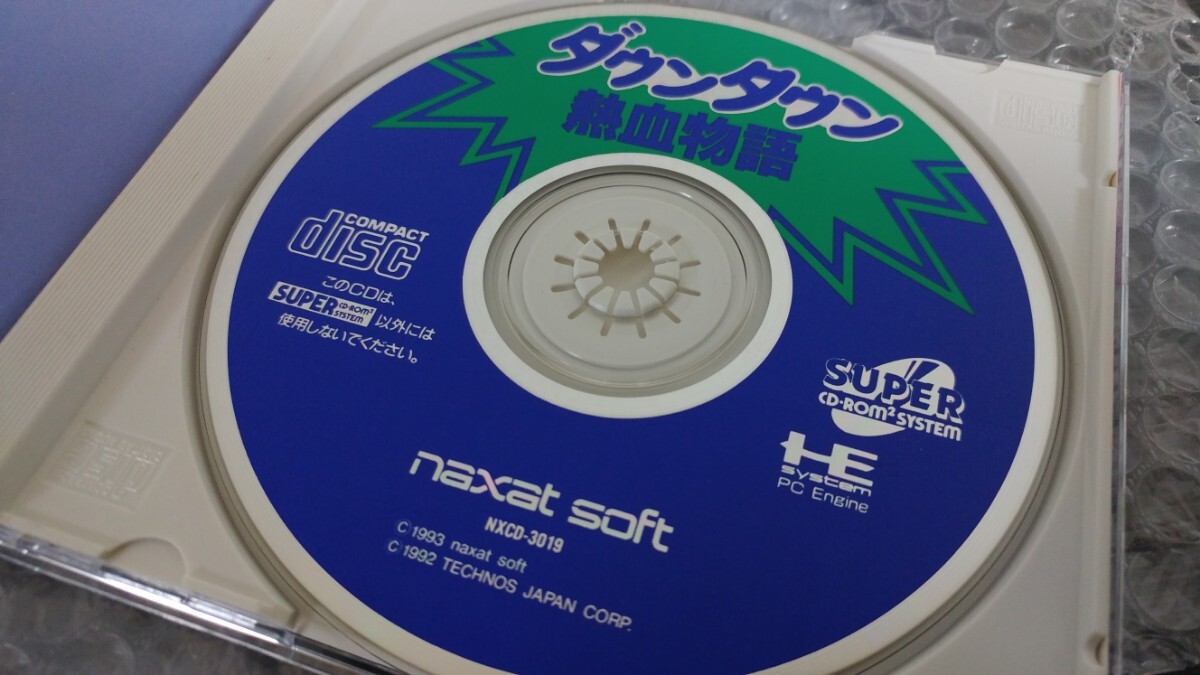 ダウンタウン
熱血物語
COMPACT
disc
このCDは、
SUPER CD-ROM² SYSTEM 以外には
使用しないでください。
SUPER
CD-ROM² SYSTEM
HE
system
PC Engine
naxat soft
NXCD-3019
©1993 naxat soft
©1992 TECHNOS JAPAN CORP.